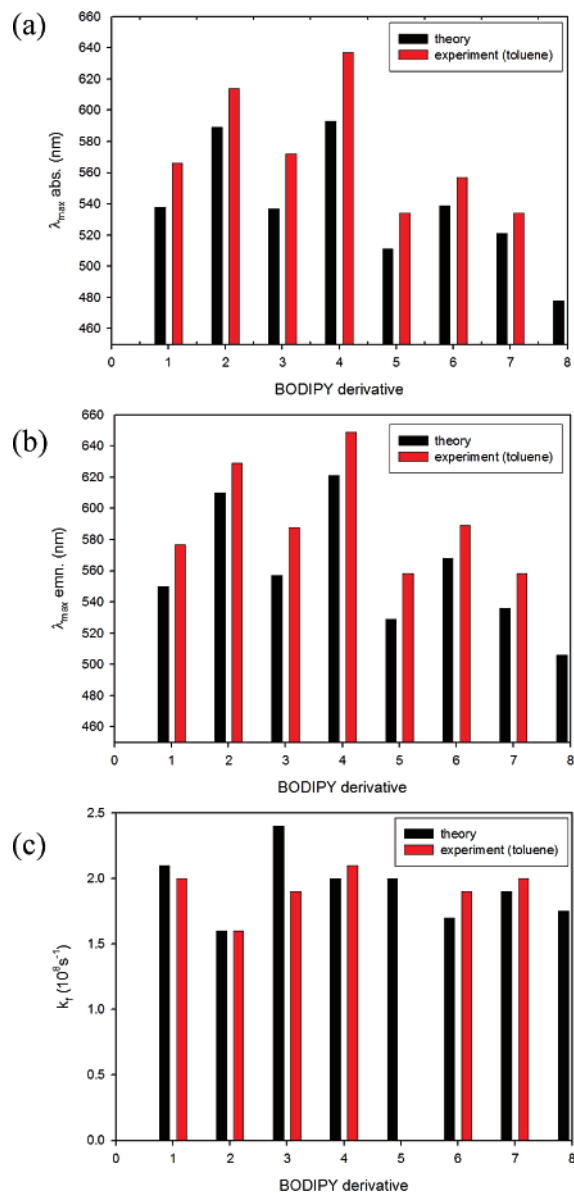 (a)
660
640
620
600
580
560
540
520
500
480
460
λmax abs. (nm)
theory
experiment (toluene)
0 1 2 3 4 5 6 7 8
BODIPY derivative
(b)
660
640
620
600
580
560
540
520
500
480
460
λmax emn. (nm)
theory
experiment (toluene)
0 1 2 3 4 5 6 7 8
BODIPY derivative
(c)
2.5
2.0
1.5
1.0
0.5
0.0
kf (10⁸s⁻¹)
theory
experiment (toluene)
0 1 2 3 4 5 6 7 8
BODIPY derivative